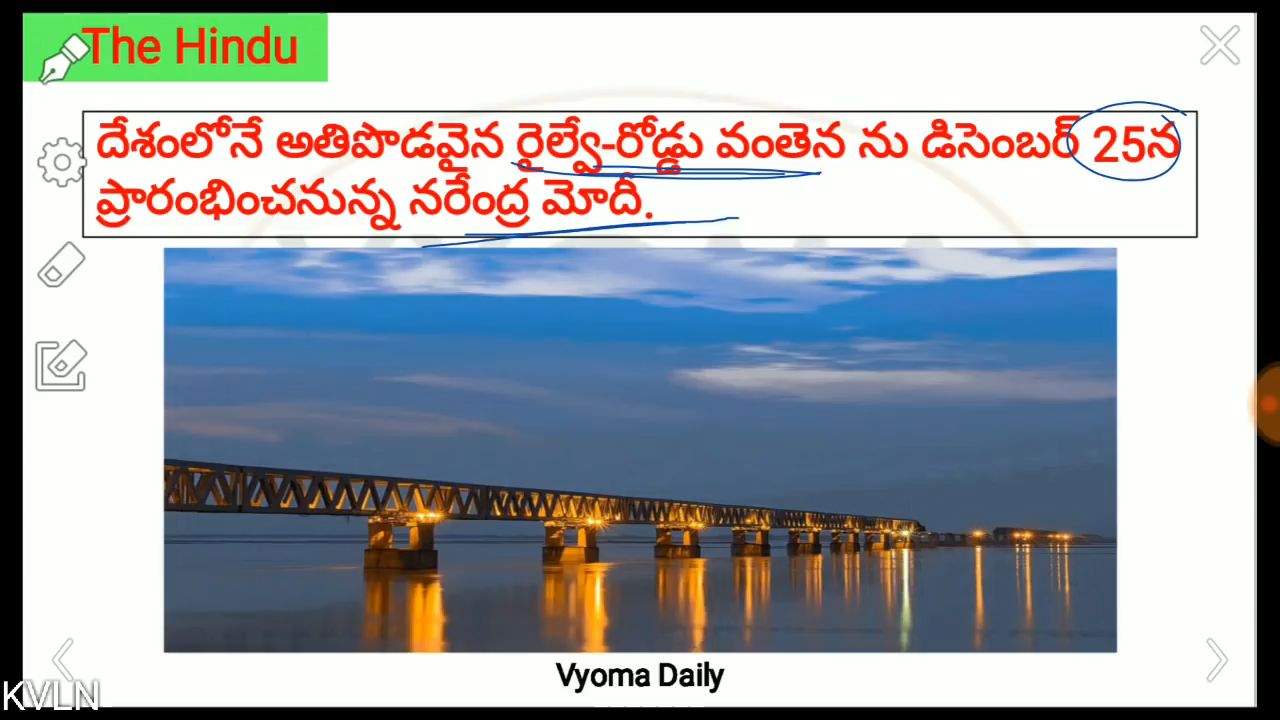 The Hindu
దేశంలోనే అతిపొడవైన రైల్వే-రోడ్డు వంతెన ను డిసెంబర్ 25న
ప్రారంభించనున్న నరేంద్ర మోదీ.
Vyoma Daily
KVLN